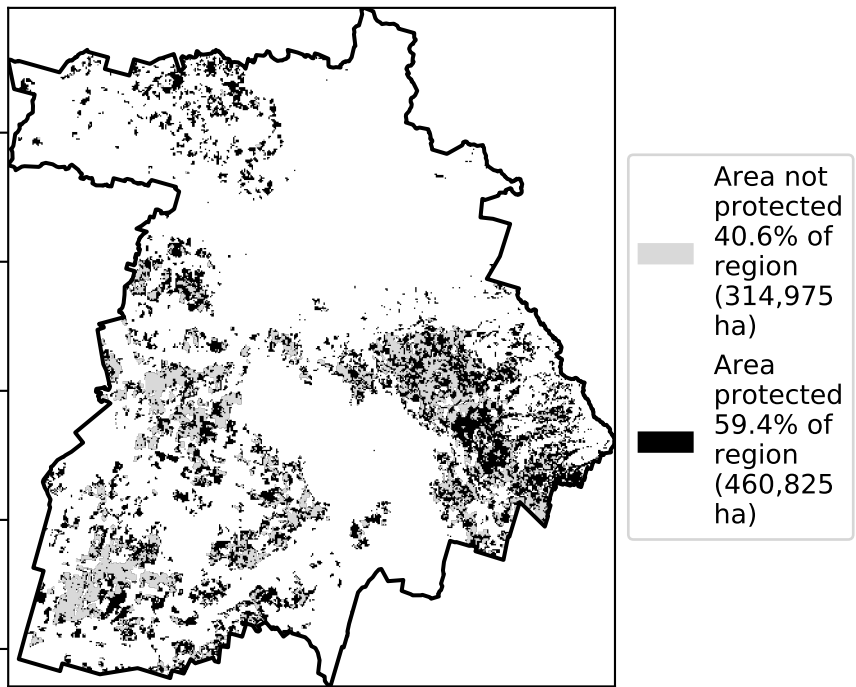 Area not
protected
40.6% of
region
(314,975
ha)
Area
protected
59.4% of
region
(460,825
ha)